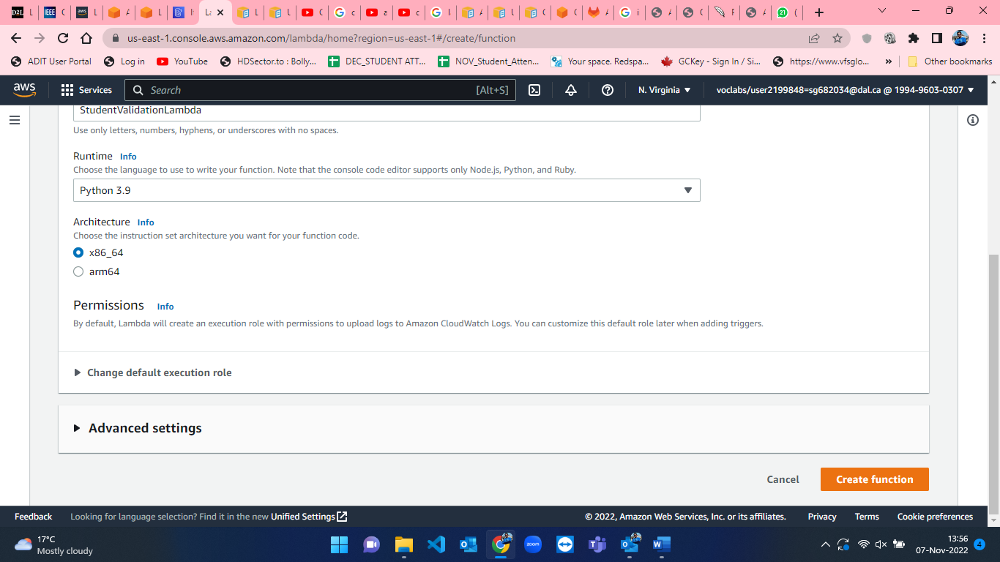 us-east-1.console.aws.amazon.com/lambda/home?region=us-east-1#/create/function
ADIT User Portal
Log in
YouTube
HDSector.to : Bolly...
DEC_STUDENT ATT...
NOV_Student_Atten...
Your space. Redspa...
GCKey - Sign In / Si...
https://www.vfsglo...
»
Other bookmarks
aws
Services
Search
[Alt+S]
N. Virginia
voclabs/user2199848=sg682034@dal.ca @ 1994-9603-0307
StudentValidationLambda
Use only letters, numbers, hyphens, or underscores with no spaces.
Runtime Info
Choose the language to use to write your function. Note that the console code editor supports only Node.js, Python, and Ruby.
Python 3.9
Architecture Info
Choose the instruction set architecture you want for your function code.
x86_64
arm64
Permissions Info
By default, Lambda will create an execution role with permissions to upload logs to Amazon CloudWatch Logs. You can customize this default role later when adding triggers.
Change default execution role
Advanced settings
Cancel
Create function
Feedback
Looking for language selection? Find it in the new Unified Settings
© 2022, Amazon Web Services, Inc. or its affiliates.
Privacy
Terms
Cookie preferences
17°C
Mostly cloudy
zoom
13:56
07-Nov-2022
4